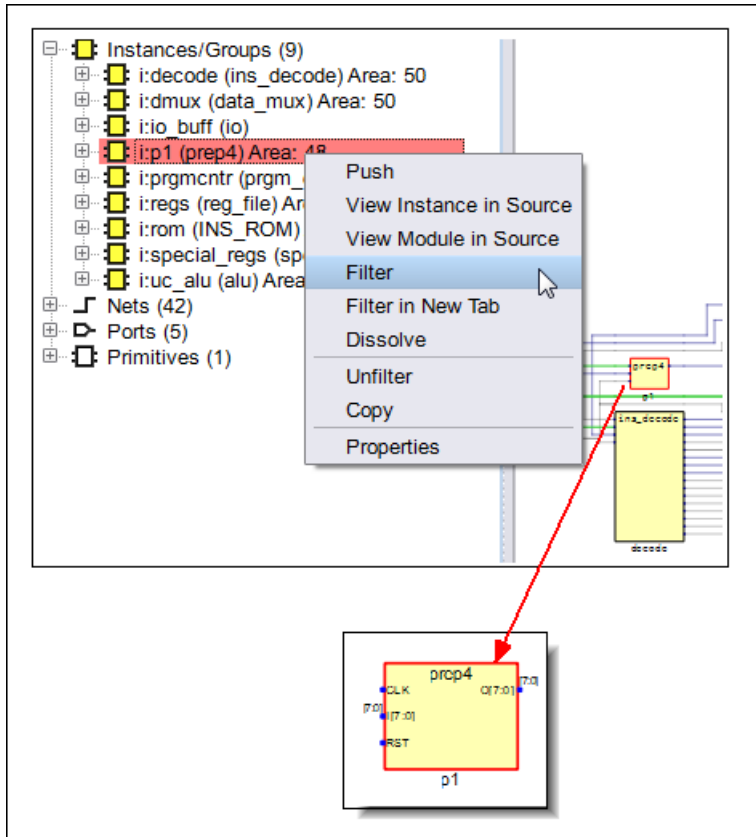 Instances/Groups (9)
i:decode (ins_decode) Area: 50
i:dmux (data_mux) Area: 50
i:io_buff (io)
i:p1 (prep4) Area: 48
i:prgmcntr (prgm_
i:regs (reg_file) Ar
i:rom (INS_ROM)
i:special_regs (sp
i:uc_alu (alu) Area
Nets (42)
Ports (5)
Primitives (1)
Push
View Instance in Source
View Module in Source
Filter
Filter in New Tab
Dissolve
Unfilter
Copy
Properties
prep4
p1
ins_decode
decode
prep4
CLK
O[7:0]
[7:0]
[7:0]
I[7:0]
RST
p1